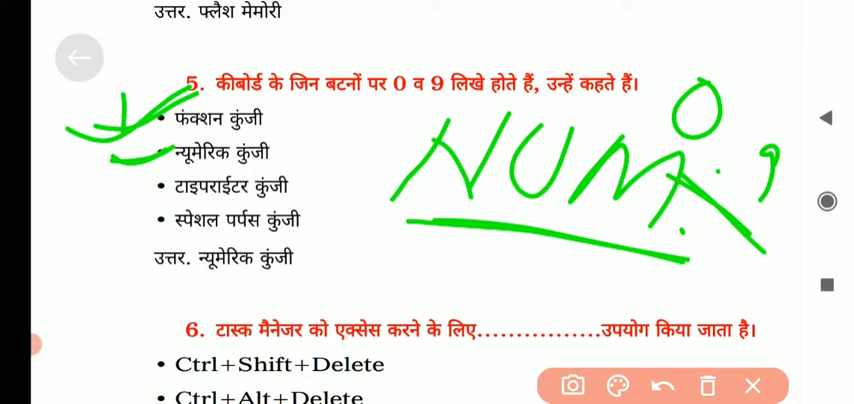 उत्तर. फ्लैश मेमोरी
5. कीबोर्ड के जिन बटनों पर 0 व 9 लिखे होते हैं, उन्हें कहते हैं।
• फंक्शन कुंजी
• न्यूमेरिक कुंजी
• टाइपराईटर कुंजी
• स्पेशल पर्पस कुंजी
उत्तर. न्यूमेरिक कुंजी
NUM. 0 . 9
6. टास्क मैनेजर को एक्सेस करने के लिए................उपयोग किया जाता है।
• Ctrl+Shift+Delete
• Ctrl+Alt+Delete